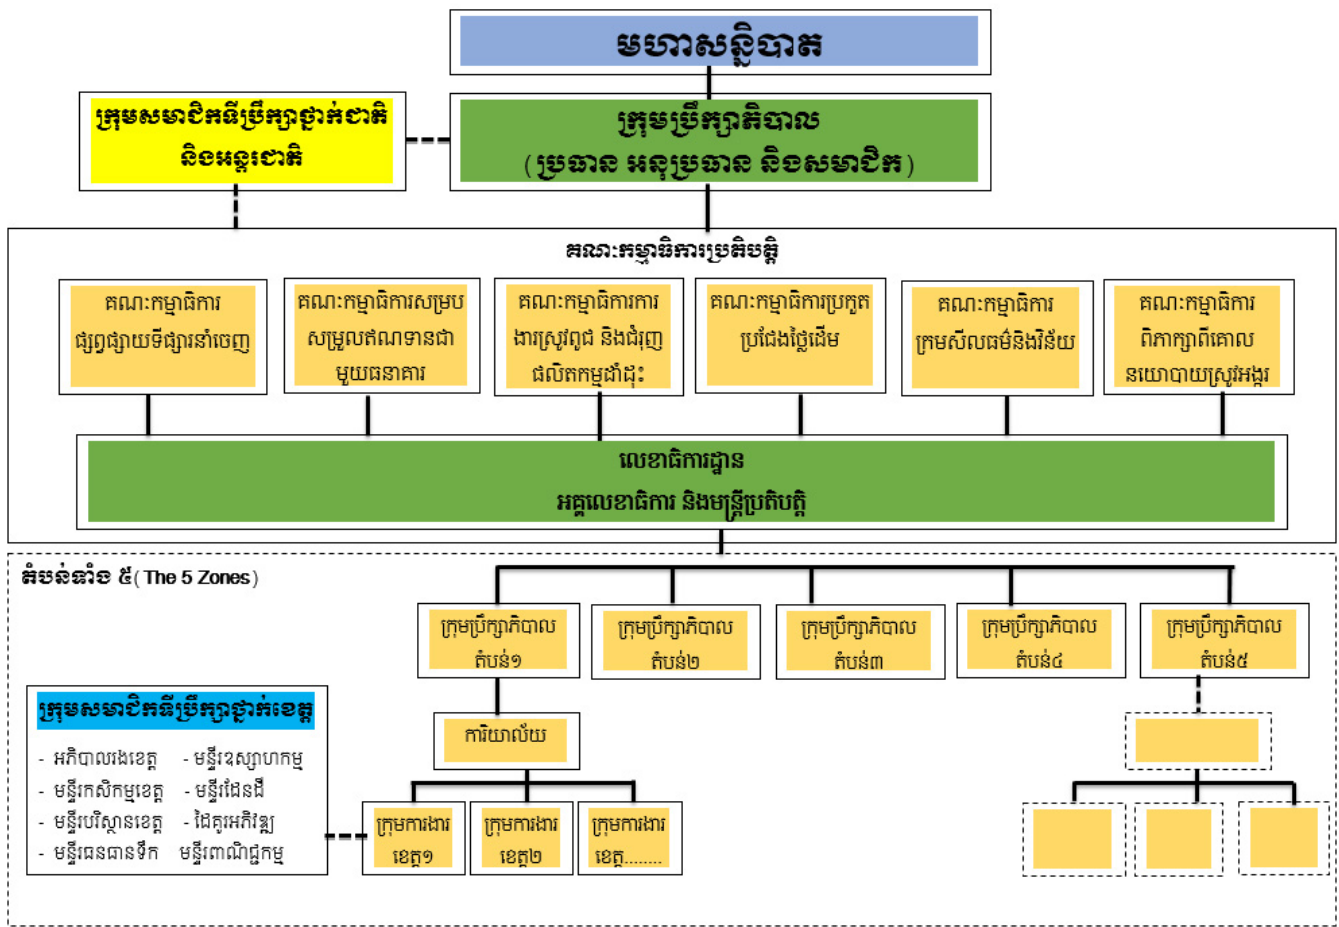 មហាសន្និបាត
ក្រុមសមាជិកទីប្រឹក្សាថ្នាក់ជាតិ
និងអន្តរជាតិ
ក្រុមប្រឹក្សាភិបាល
(ប្រធាន អនុប្រធាន និងសមាជិក)
គណៈកម្មាធិការប្រតិបត្តិ
គណៈកម្មាធិការ
ផ្សព្វផ្សាយទីផ្សារនាំចេញ
គណៈកម្មាធិការសម្រប
សម្រួលឥណទានជា
មួយធនាគារ
គណៈកម្មាធិការការ
ងារស្រូវពូជ និងជំរុញ
ផលិតកម្មដាំដុះ
គណៈកម្មាធិការប្រកួត
ប្រជែងថ្លៃដើម
គណៈកម្មាធិការ
ក្រមសីលធម៌និងវិន័យ
គណៈកម្មាធិការ
ពិភាក្សាពីគោល
នយោបាយស្រូវអង្ករ
លេខាធិការដ្ឋាន
អគ្គលេខាធិការ និងមន្ត្រីប្រតិបត្តិ
តំបន់ទាំង ៥(The 5 Zones)
ក្រុមប្រឹក្សាភិបាល
តំបន់១
ក្រុមប្រឹក្សាភិបាល
តំបន់២
ក្រុមប្រឹក្សាភិបាល
តំបន់៣
ក្រុមប្រឹក្សាភិបាល
តំបន់៤
ក្រុមប្រឹក្សាភិបាល
តំបន់៥
ក្រុមសមាជិកទីប្រឹក្សាថ្នាក់ខេត្ត
- អភិបាលរងខេត្ត - មន្ទីរឧស្សាហកម្ម
- មន្ទីរកសិកម្មខេត្ត - មន្ទីរដែនដី
- មន្ទីរបរិស្ថានខេត្ត - ដៃគូរអភិវឌ្ឍ
- មន្ទីរធនធានទឹក មន្ទីរពាណិជ្ជកម្ម
ការិយាល័យ
ក្រុមការងារ
ខេត្ត១
ក្រុមការងារ
ខេត្ត២
ក្រុមការងារ
ខេត្ត........